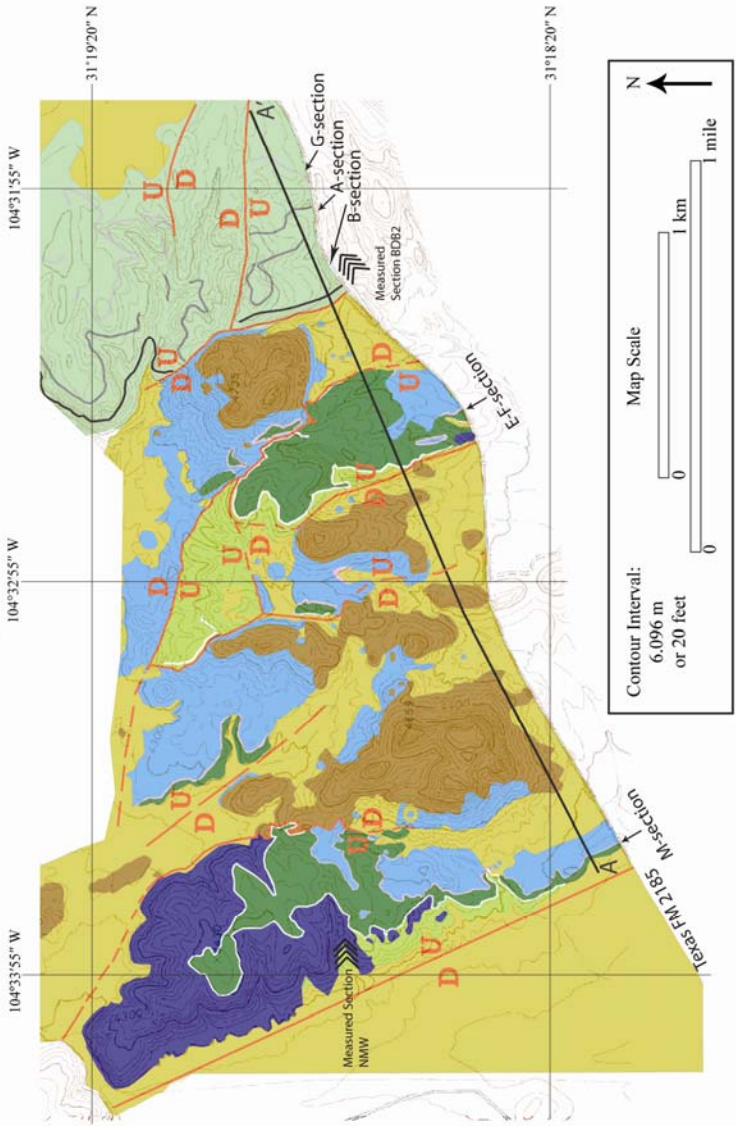 104°33'55" W
104°32'55" W
104°31'55" W
31°19'20" N
31°18'20" N
U
D
D
U
D
U
D
U
D
U
D
U
D
U
D
U
D
U
D
U
D
U
A
A'
G-section
A-section
B-section
Measured
Section BDB2
E-F-section
M-section
Texas FM 2185
Measured Section
NMW
4859
Contour Interval:
6.096 m
or 20 feet
Map Scale
0
1 km
0
1 mile
N